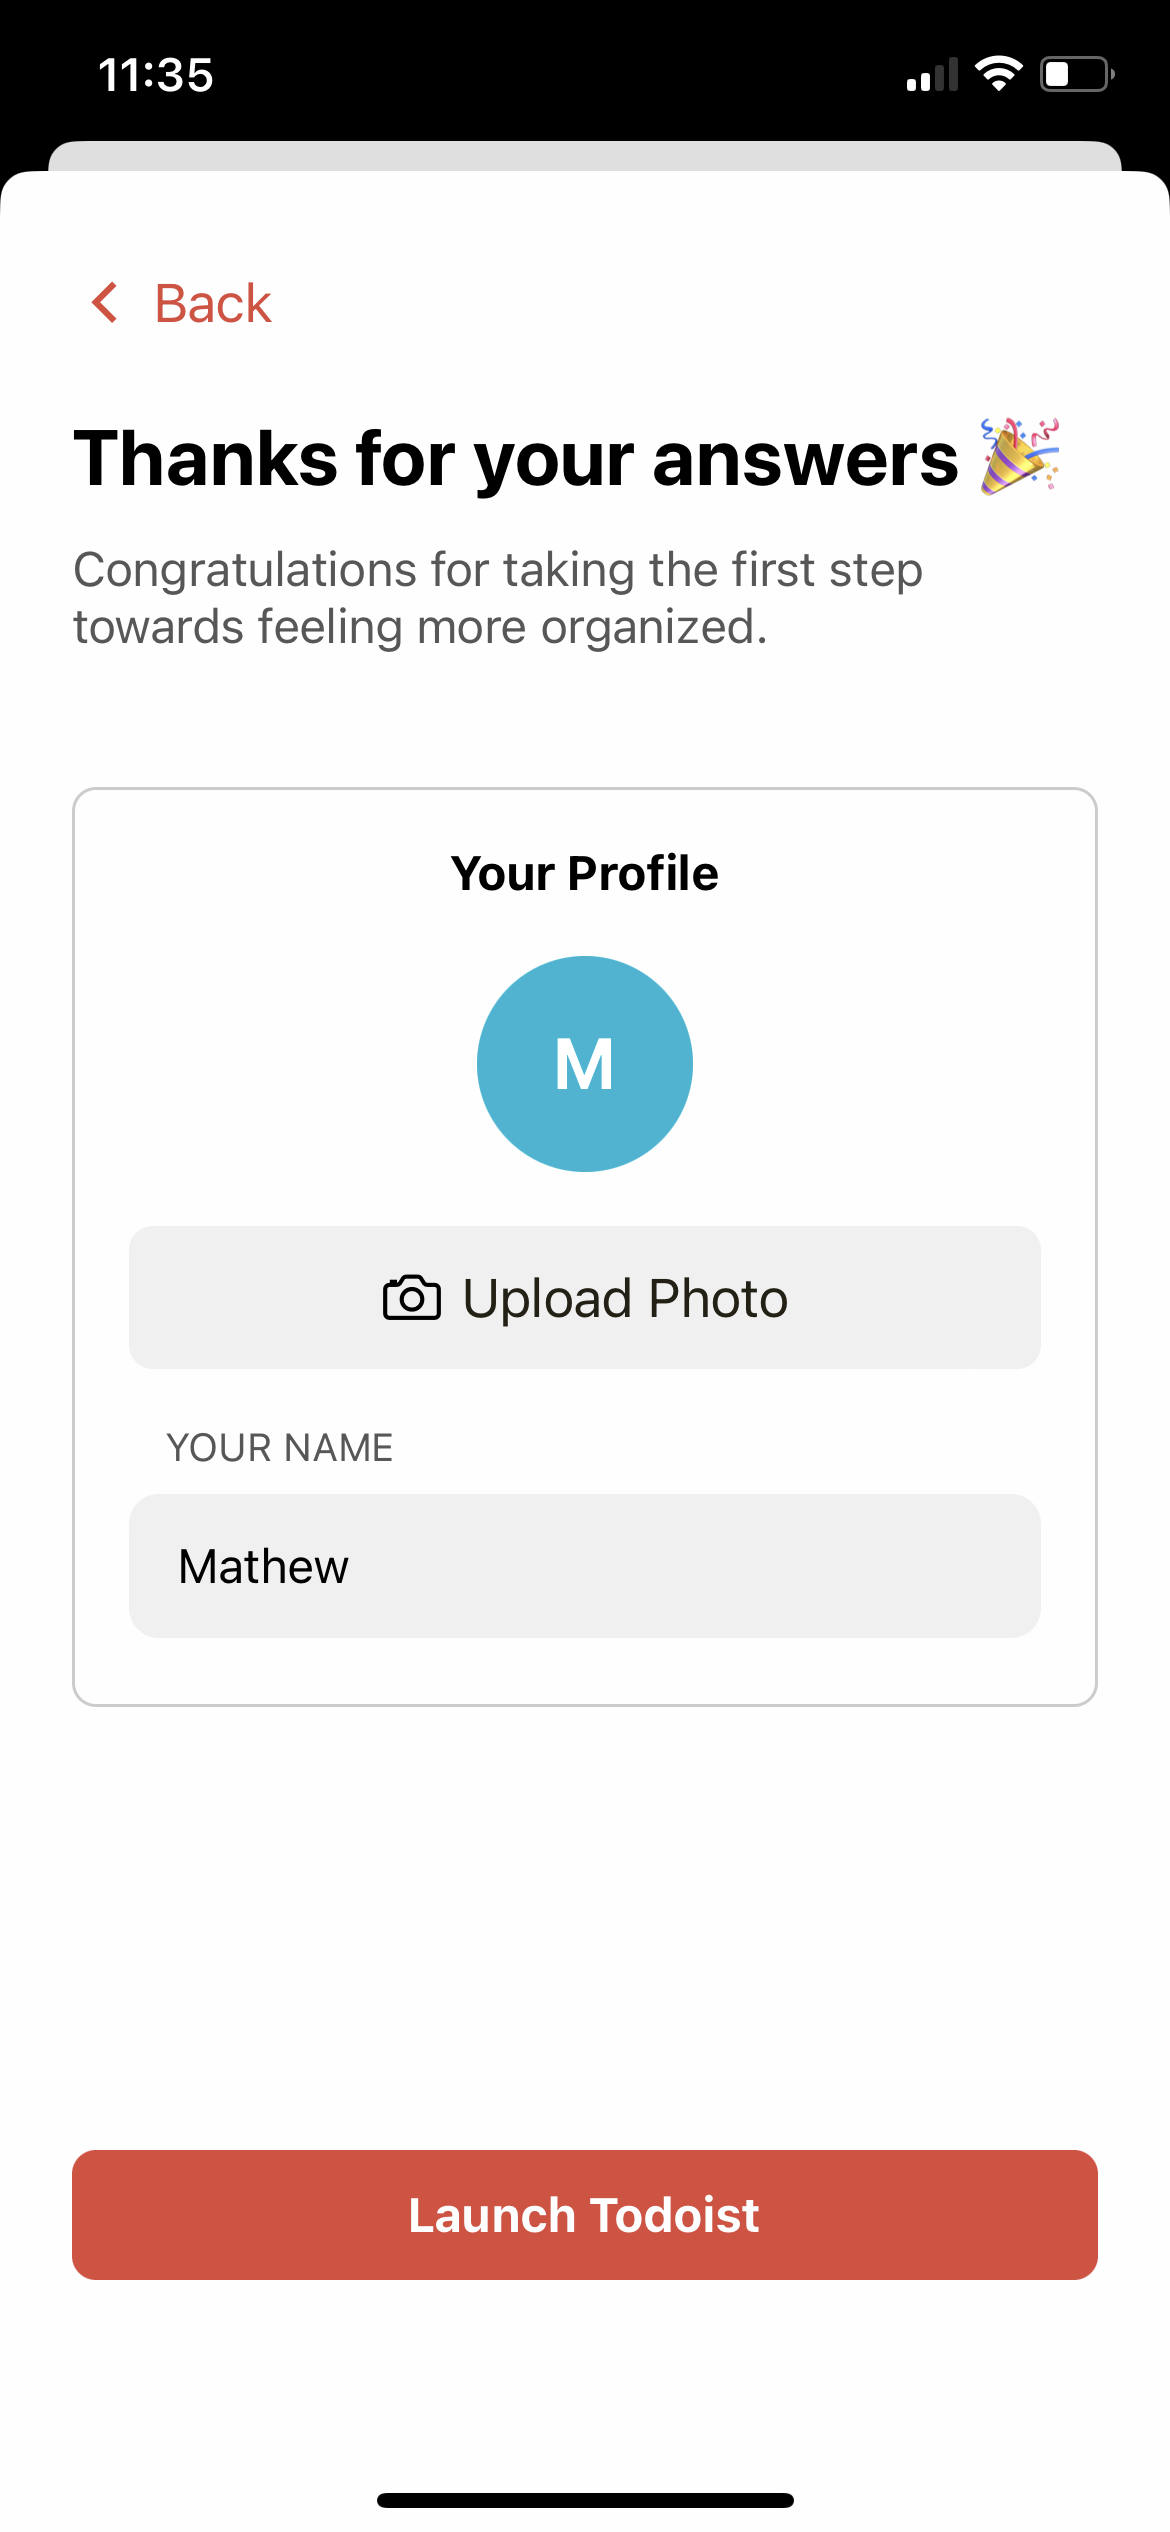 11:35
Back
Thanks for your answers 🎉
Congratulations for taking the first step
towards feeling more organized.
Your Profile
M
Upload Photo
YOUR NAME
Mathew
Launch Todoist